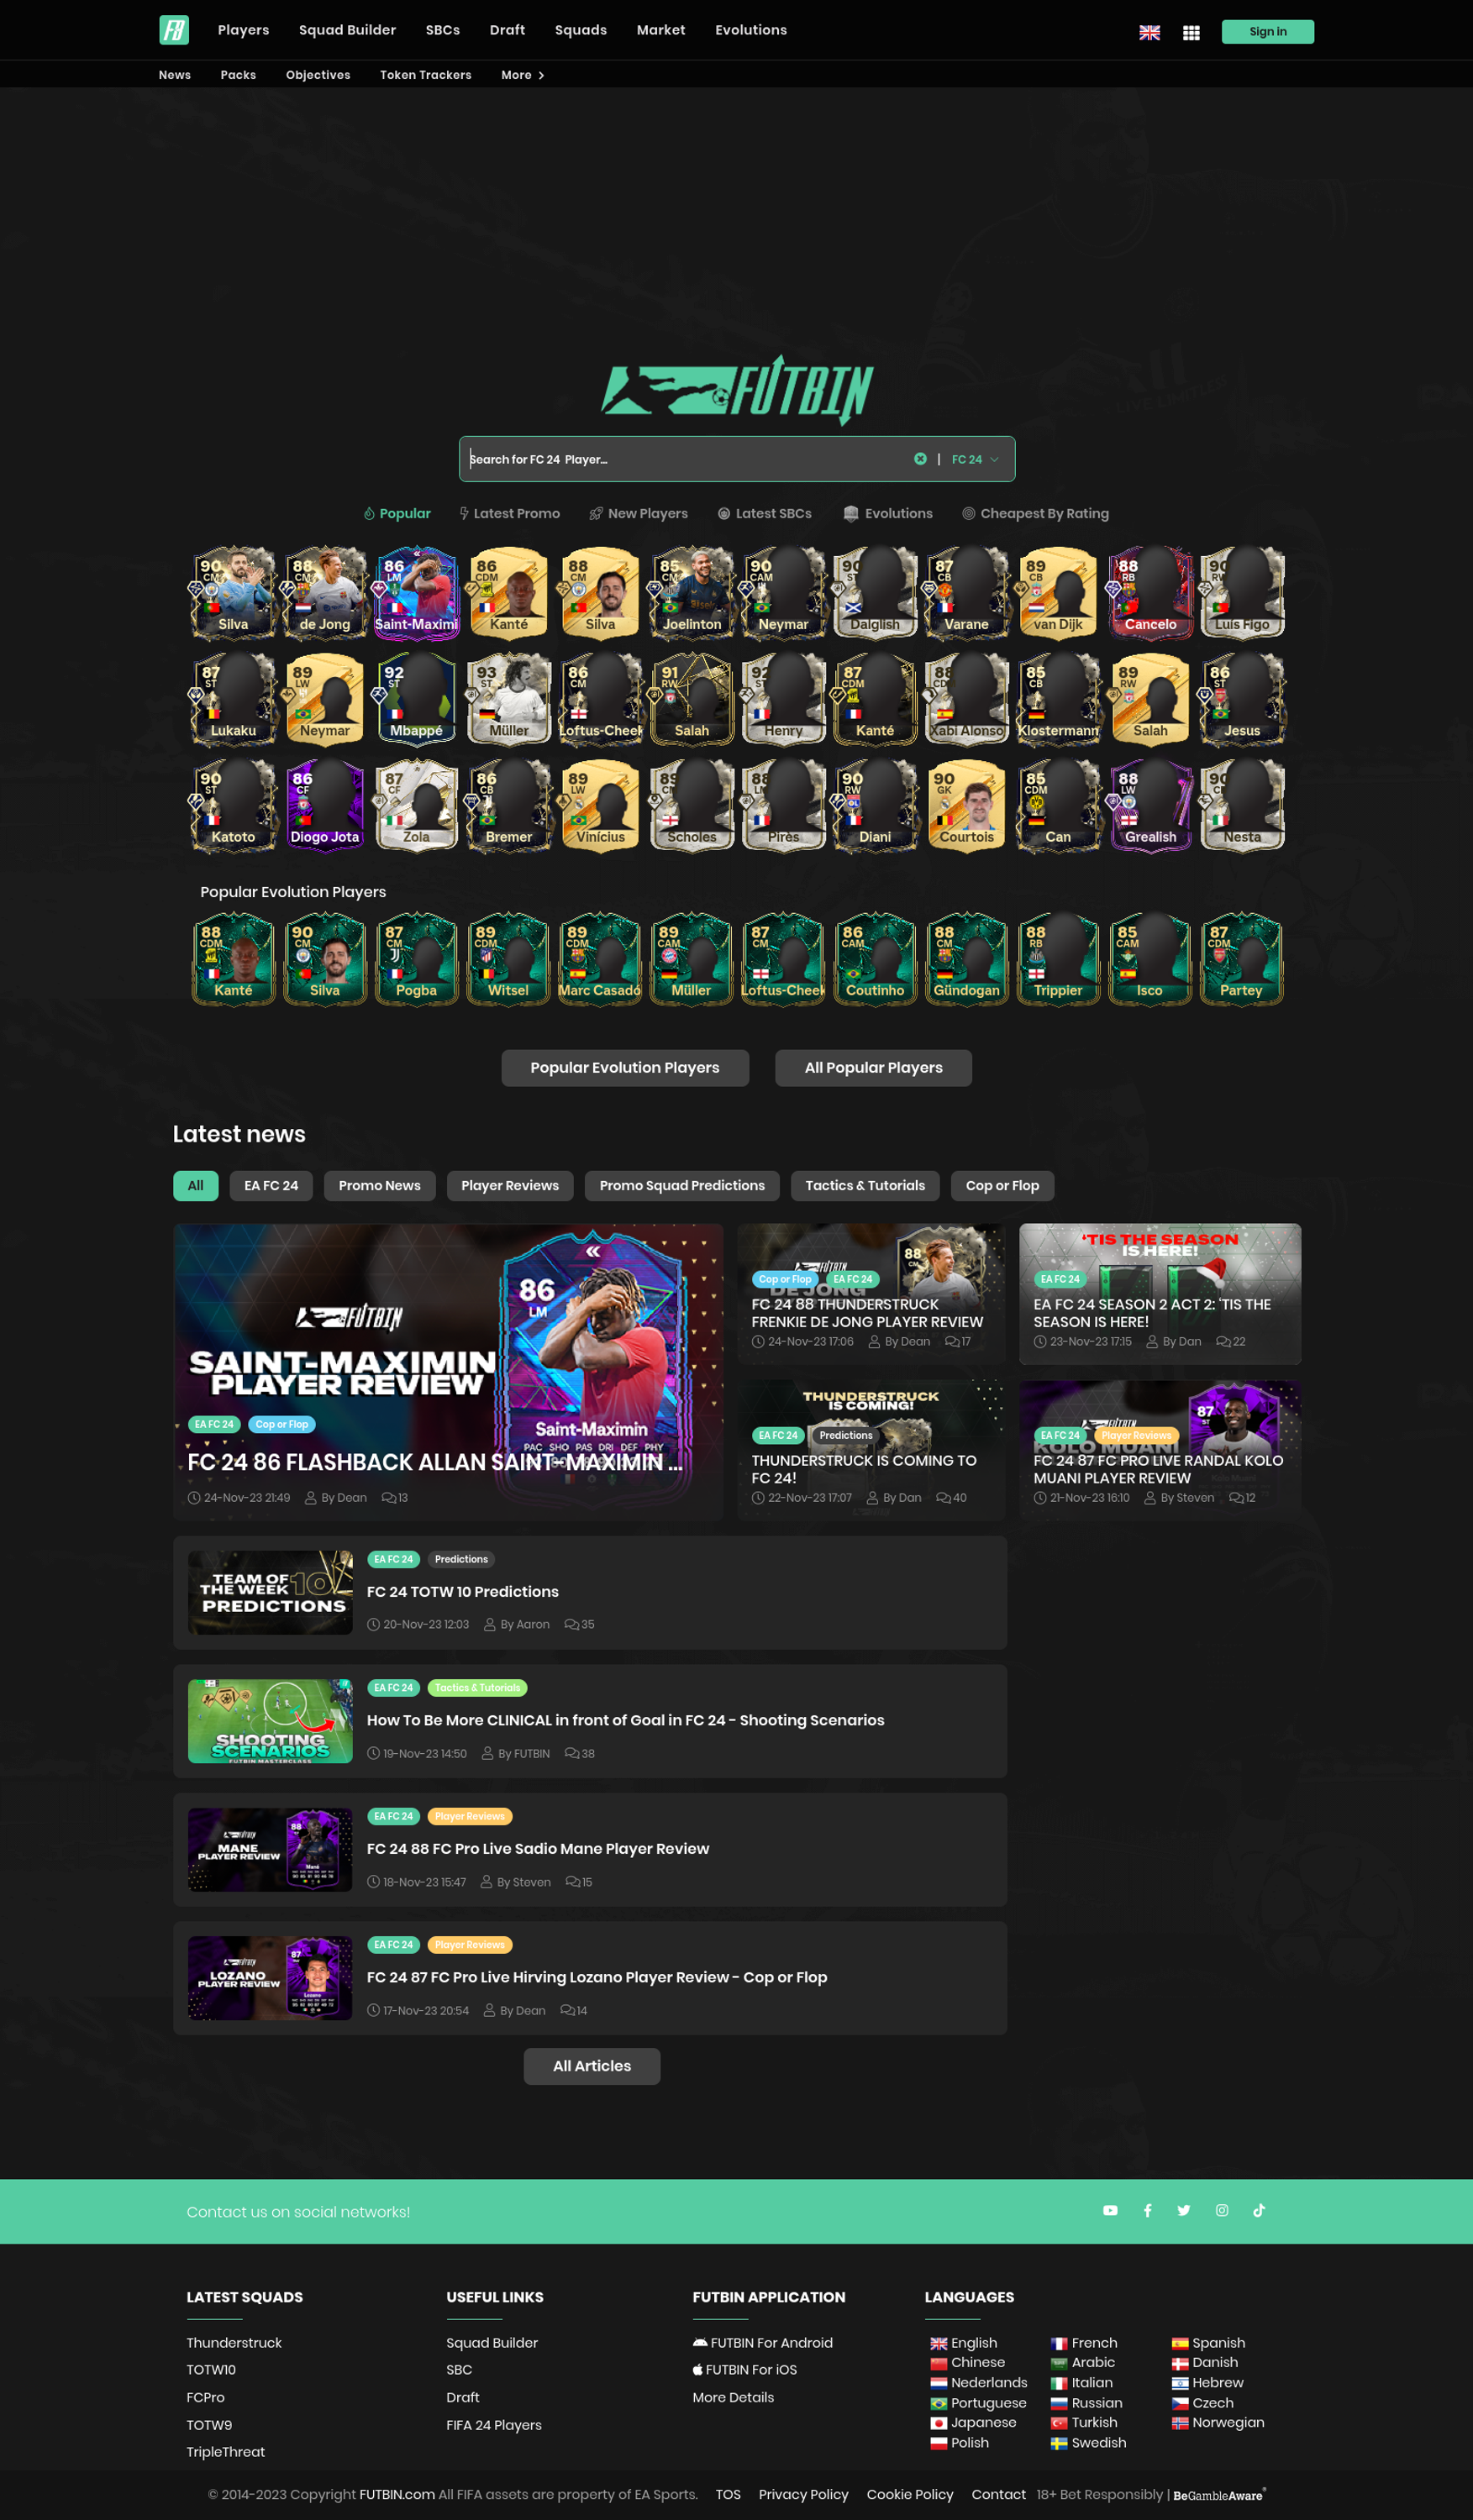 FB Players Squad Builder SBCs Draft Squads Market Evolutions Sign in
News Packs Objectives Token Trackers More
FUTBIN
Search for FC 24 Player... | FC 24
Popular Latest Promo New Players Latest SBCs Evolutions Cheapest By Rating
90 88 86 86 88 85 90 90 87 89 88 90
CM CM LM CDM CM CM CAM ST CB CB RB
Silva de Jong Saint-Maximi Kanté Silva Joelinton Neymar Dalglish Varane van Dijk Cancelo Luís Figo
87 89 92 93 86 91 92 87 88 85 89 86
ST LW ST ST CM RW ST CDM CB RW ST
Lukaku Neymar Mbappé Müller Loftus-Cheek Salah Henry Kanté Xabi Alonso Klostermann Salah Jesus
90 86 87 86 89 89 88 90 90 85 88 90
ST CF CF CB LW RW GK CDM LW
Katoto Diogo Jota Zola Bremer Vinícius Scholes Pirès Diani Courtois Can Grealish Nesta
Popular Evolution Players
88 90 87 89 89 89 87 86 88 88 85 87
CDM CM CM CDM CDM CAM CM CAM CM RB CAM CDM
Kanté Silva Pogba Witsel Marc Casadó Müller Loftus-Cheek Coutinho Gündogan Trippier Isco Partey
Popular Evolution Players All Popular Players
Latest news
All EA FC 24 Promo News Player Reviews Promo Squad Predictions Tactics & Tutorials Cop or Flop
FUTBIN
SAINT-MAXIMIN
PLAYER REVIEW
86
LM
Saint-Maximin
PAC SHO PAS DRI DEF PHY
EA FC 24 Cop or Flop
FC 24 86 FLASHBACK ALLAN SAINT-MAXIMIN ...
24-Nov-23 21:49 By Dean 13
FUTBIN
88
CM
Cop or Flop EA FC 24
DE JONG
FC 24 88 THUNDERSTRUCK
FRENKIE DE JONG PLAYER REVIEW
24-Nov-23 17:06 By Dean 17
'TIS THE SEASON
IS HERE!
EA FC 24
EA FC 24 SEASON 2 ACT 2: 'TIS THE
SEASON IS HERE!
23-Nov-23 17:15 By Dan 22
THUNDERSTRUCK
IS COMING!
EA FC 24 Predictions
THUNDERSTRUCK IS COMING TO
FC 24!
22-Nov-23 17:07 By Dan 40
FUTBIN
87
ST
EA FC 24 Player Reviews
KOLO MUANI
FC 24 87 FC PRO LIVE RANDAL KOLO
MUANI PLAYER REVIEW
21-Nov-23 16:10 By Steven 12
TEAM OF
THE WEEK 10
PREDICTIONS
EA FC 24 Predictions
FC 24 TOTW 10 Predictions
20-Nov-23 12:03 By Aaron 35
SHOOTING
SCENARIOS
FUTBIN MASTERCLASS
EA FC 24 Tactics & Tutorials
How To Be More CLINICAL in front of Goal in FC 24 - Shooting Scenarios
19-Nov-23 14:50 By FUTBIN 38
FUTBIN
MANE
PLAYER REVIEW
88
Mané
EA FC 24 Player Reviews
FC 24 88 FC Pro Live Sadio Mane Player Review
18-Nov-23 15:47 By Steven 15
FUTBIN
LOZANO
PLAYER REVIEW
87
Lozano
EA FC 24 Player Reviews
FC 24 87 FC Pro Live Hirving Lozano Player Review - Cop or Flop
17-Nov-23 20:54 By Dean 14
All Articles
Contact us on social networks!
LATEST SQUADS
Thunderstruck
TOTW10
FCPro
TOTW9
TripleThreat
USEFUL LINKS
Squad Builder
SBC
Draft
FIFA 24 Players
FUTBIN APPLICATION
FUTBIN For Android
FUTBIN For iOS
More Details
LANGUAGES
English French Spanish
Chinese Arabic Danish
Nederlands Italian Hebrew
Portuguese Russian Czech
Japanese Turkish Norwegian
Polish Swedish
© 2014-2023 Copyright FUTBIN.com All FIFA assets are property of EA Sports. TOS Privacy Policy Cookie Policy Contact 18+ Bet Responsibly | BeGambleAware®